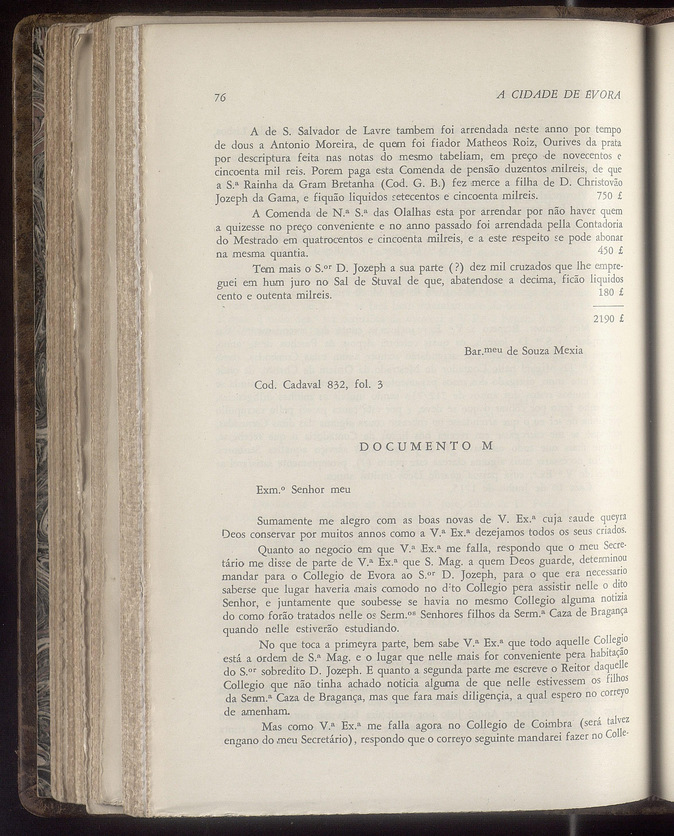 76
A CIDADE DE ÉVORA
A de S. Salvador de Lavre tambem foi arrendada neste anno por tempo
de dous a Antonio Moreira, de quem foi fiador Matheos Roiz, Ourives da prata
por descriptura feita nas notas do mesmo tabeliam, em preço de novecentos e
cincoenta mil reis. Porem paga esta Comenda de pensão duzentos milreis, de que
a S.ª Rainha da Gram Bretanha (Cod. G. B.) fez merce a filha de D. Christovão
Jozeph da Gama, e fiquão liquidos setecentos e cincoenta milreis. 750 £
A Comenda de N.ª S.ª das Olalhas esta por arrendar por não haver quem
a quizesse no preço conveniente e no anno passado foi arrendada pella Contadoria
do Mestrado em quatrocentos e cincoenta milreis, e a este respeito se pode abonar
na mesma quantia. 450 £
Tem mais o S.or D. Jozeph a sua parte (?) dez mil cruzados que lhe empre-
guei em hum juro no Sal de Stuval de que, abatendose a decima, ficão liquidos
cento e outenta milreis. 180 £
2190 £
Bar.meu de Souza Mexia
Cod. Cadaval 832, fol. 3
DOCUMENTO M
Exm.º Senhor meu
Sumamente me alegro com as boas novas de V. Ex.ª cuja saude queyra
Deos conservar por muitos annos como a V.ª Ex.ª dezejamos todos os seus criados.
Quanto ao negocio em que V.ª Ex.ª me falla, respondo que o meu Secre-
tário me disse de parte de V.ª Ex.ª que S. Mag. a quem Deos guarde, determinou
mandar para o Collegio de Evora ao S.or D. Jozeph, para o que era necessario
saberse que lugar haveria mais comodo no dito Collegio pera assistir nelle o dito
Senhor, e juntamente que soubesse se havia no mesmo Collegio alguma notizia
do como forão tratados nelle os Serm.os Senhores filhos da Serm.ª Caza de Bragança
quando nelle estiverão estudiando.
No que toca a primeyra parte, bem sabe V.ª Ex.ª que todo aquelle Collegio
está a ordem de S.ª Mag. e o lugar que nelle mais for conveniente pera habitação
do S.or sobredito D. Jozeph. E quanto a segunda parte me escreve o Reitor daquelle
Collegio que não tinha achado noticia alguma de que nelle estivessem os filhos
da Serm.ª Caza de Bragança, mas que fara mais diligençia, a qual espero no correyo
de amenham.
Mas como V.ª Ex.ª me falla agora no Collegio de Coimbra (será talvez
engano do meu Secretário), respondo que o correyo seguinte mandarei fazer no Colle-